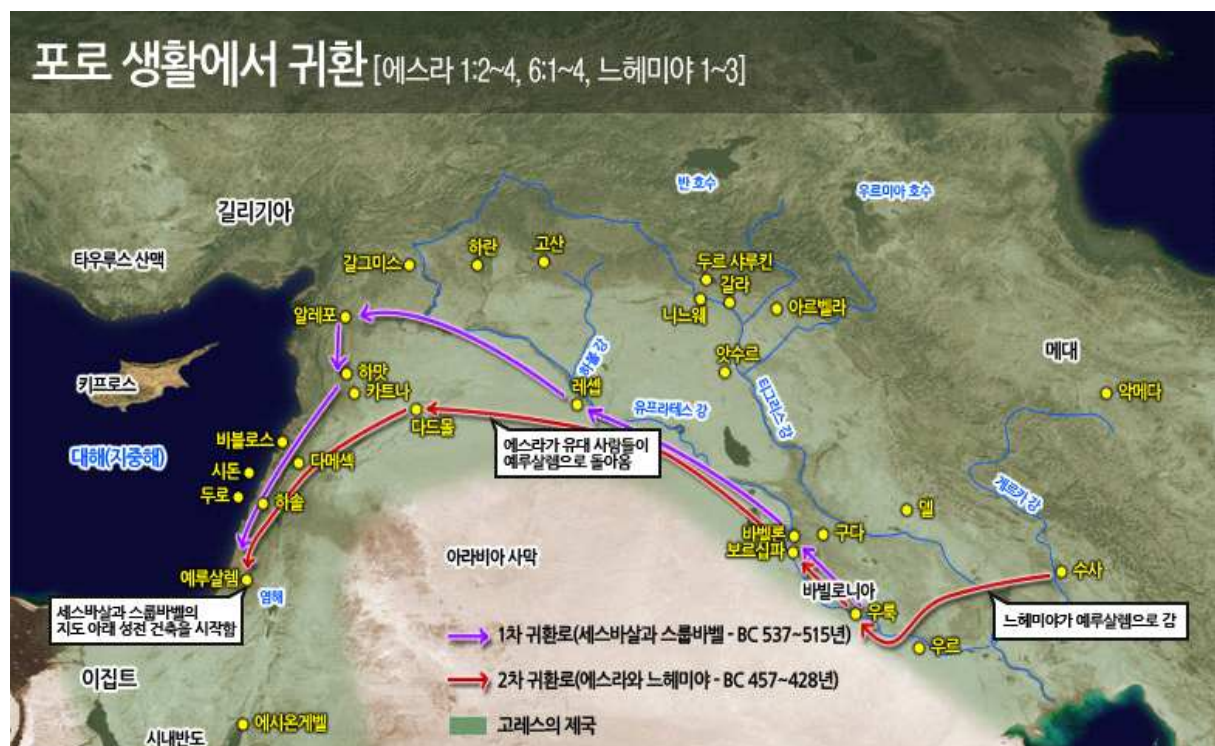 포로 생활에서 귀환 [에스라 1:2~4, 6:1~4, 느헤미야 1~3]
반 호수
우르미아 호수
길리기아
타우루스 산맥
갈그미스
하란
고산
두르 샤루킨
갈라
니느웨
아르벨라
알레포
하볼 강
앗수르
메대
키프로스
하맛
카트나
레셉
티그리스 강
악메다
다드몰
유프라테스 강
비블로스
에스라가 유대 사람들이
예루살렘으로 돌아옴
대해(지중해)
시돈
다메섹
두로
하솔
게르카 강
델
바벨론
구다
보르십파
아라비아 사막
예루살렘
염해
수사
바빌로니아
세스바살과 스룹바벨의
지도 아래 성전 건축을 시작함
우룩
느헤미야가 예루살렘으로 감
1차 귀환로(세스바살과 스룹바벨 - BC 537~515년)
우르
이집트
2차 귀환로(에스라와 느헤미야 - BC 457~428년)
에시온게벨
고레스의 제국
시내반도